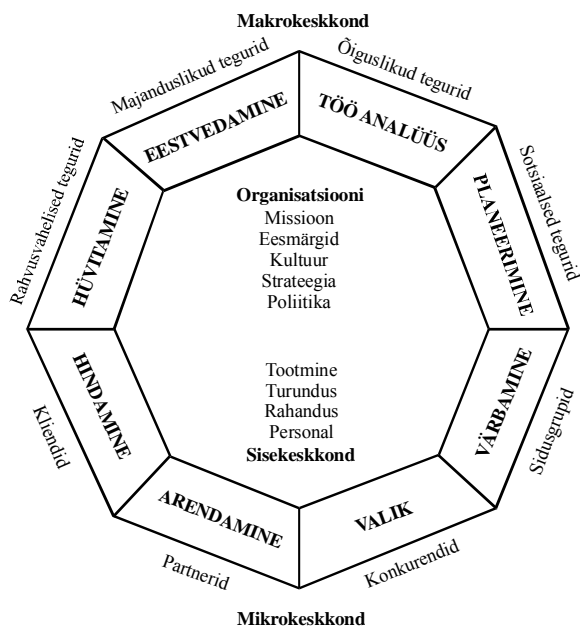 Makrokeskkond
Majanduslikud tegurid
Õiguslikud tegurid
EESTVEDAMINE
TÖÖ ANALÜÜS
Rahvusvahelised tegurid
Sotsiaalsed tegurid
HÜVITAMINE
PLANEERIMINE
Organisatsiooni
Missioon
Eesmärgid
Kultuur
Strateegia
Poliitika
Tootmine
Turundus
Rahandus
Personal
Sisekeskkond
HINDAMINE
VÄRBAMINE
Kliendid
Sidusgrupid
ARENDAMINE
VALIK
Partnerid
Konkurendid
Mikrokeskkond